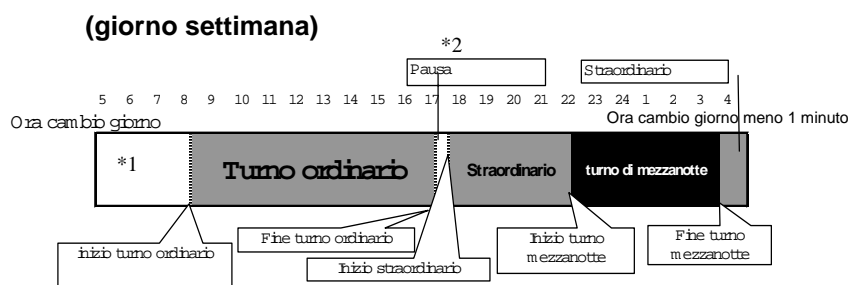 (giorno settimana)
*2
Pausa
Straordinario
5 6 7 8 9 10 11 12 13 14 15 16 17 18 19 20 21 22 23 24 1 2 3 4
Ora cambio giorno
Ora cambio giorno meno 1 minuto
*1
Turno ordinario
Straordinario
turno di mezzanotte
inizio turno ordinario
Fine turno ordinario
Inizio straordinario
Inizio turno
mezzanotte
Fine turno
mezzanotte